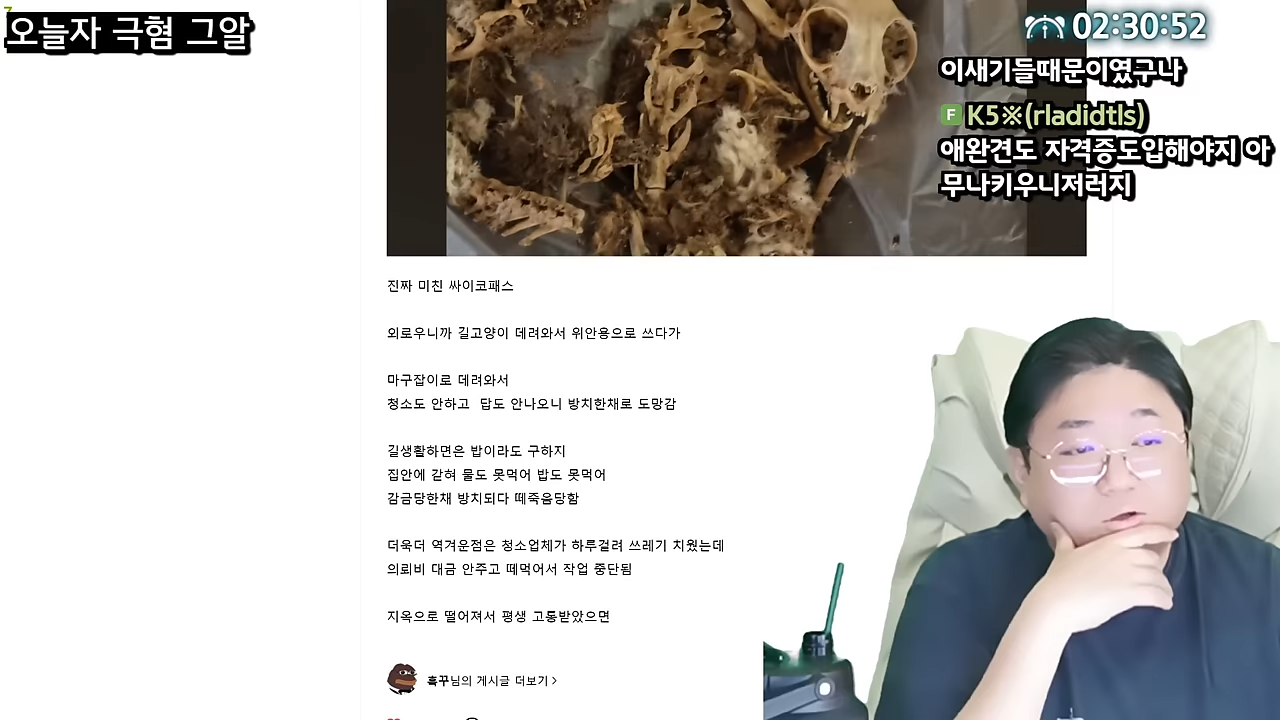 오늘자 극혐 그알
02:30:52
이새기들때문이였구나
F K5※(rladidtls)
애완견도 자격증도입해야지 아
무나키우니저러지
진짜 미친 싸이코패스
외로우니까 길고양이 데려와서 위안용으로 쓰다가
마구잡이로 데려와서
청소도 안하고 답도 안나오니 방치한채로 도망감
길생활하면은 밥이라도 구하지
집안에 갇혀 물도 못먹어 밥도 못먹어
감금당한채 방치되다 떼죽음당함
더욱더 역겨운점은 청소업체가 하루걸려 쓰레기 치웠는데
의뢰비 대금 안주고 떼먹어서 작업 중단됨
지옥으로 떨어져서 평생 고통받았으면
흑꾸님의 게시글 더보기 >